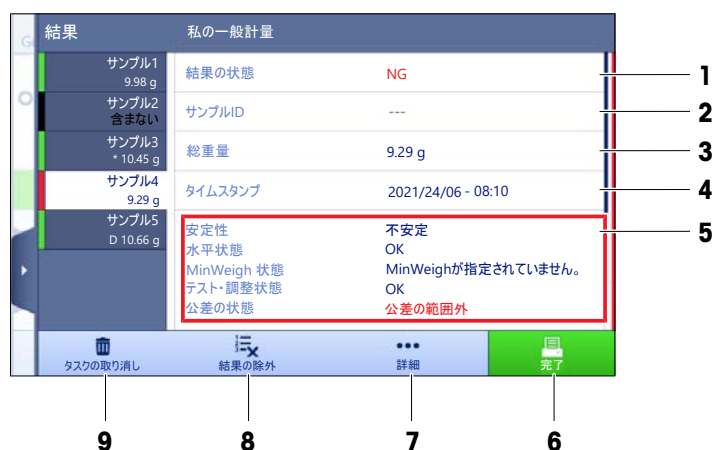 結果 私の一般計量
サンプル1
9.98 g
サンプル2
含まない
サンプル3
* 10.45 g
サンプル4
9.29 g
サンプル5
D 10.66 g
結果の状態 NG
サンプルID ---
総重量 9.29 g
タイムスタンプ 2021/24/06 - 08:10
安定性 不安定
水平状態 OK
MinWeigh 状態 MinWeighが指定されていません。
テスト・調整状態 OK
公差の状態 公差の範囲外
タスクの取り消し 結果の除外 詳細 完了
1
2
3
4
5
9 8 7 6